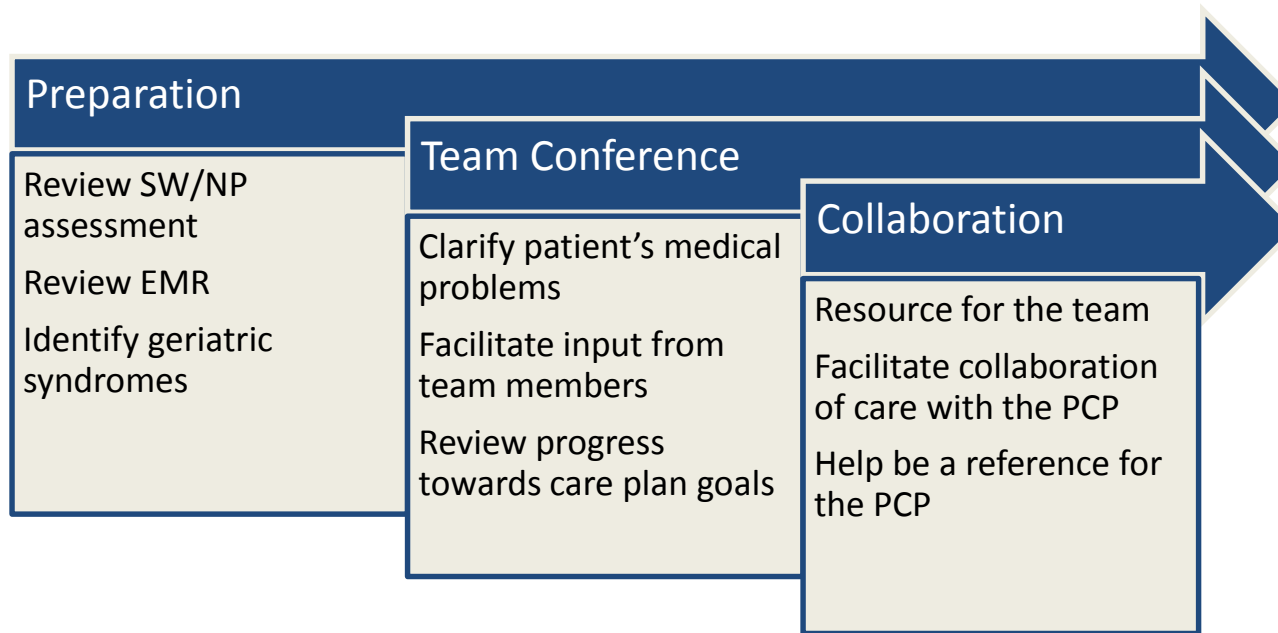 Preparation
Review SW/NP
assessment
Review EMR
Identify geriatric
syndromes
Team Conference
Clarify patient’s medical
problems
Facilitate input from
team members
Review progress
towards care plan goals
Collaboration
Resource for the team
Facilitate collaboration
of care with the PCP
Help be a reference for
the PCP